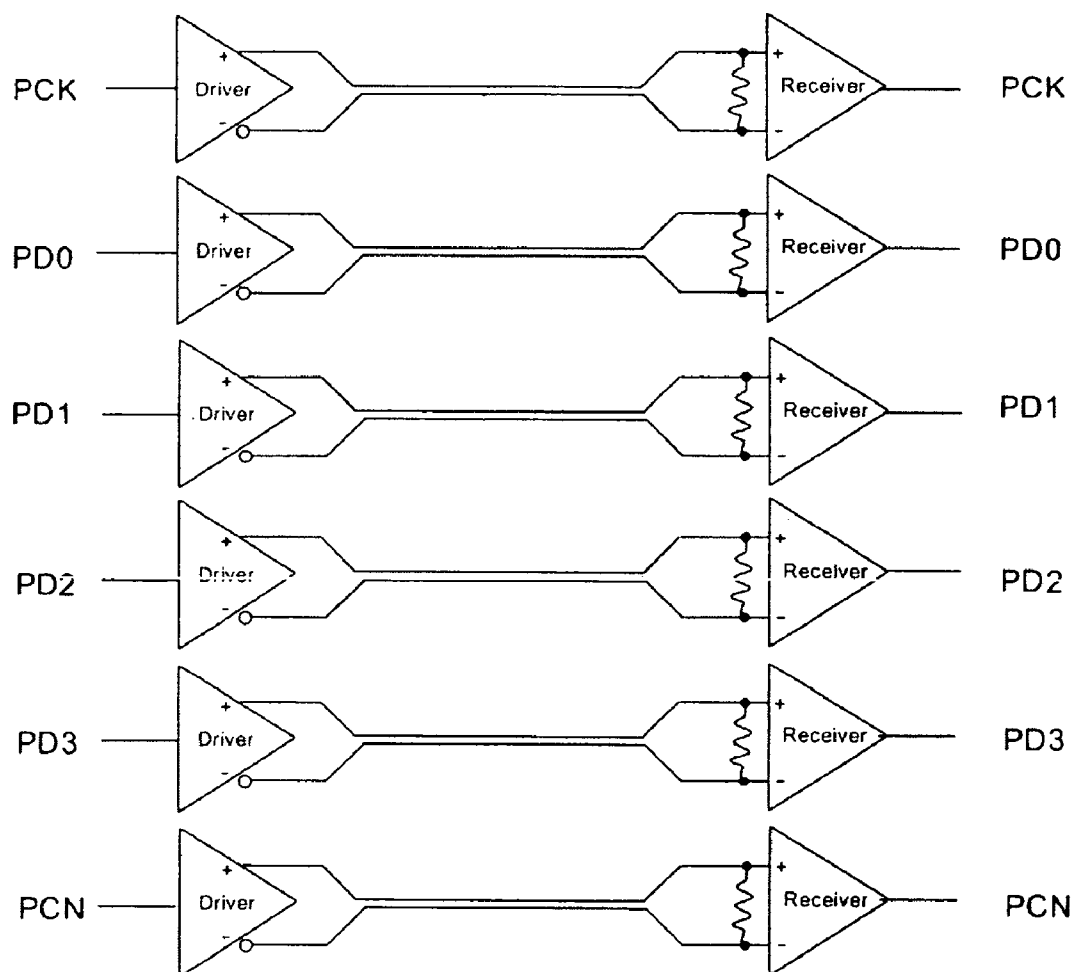 PCK + Driver - + Receiver - PCK
PD0 + Driver - + Receiver - PD0
PD1 + Driver - + Receiver - PD1
PD2 + Driver - + Receiver - PD2
PD3 + Driver - + Receiver - PD3
PCN + Driver - + Receiver - PCN